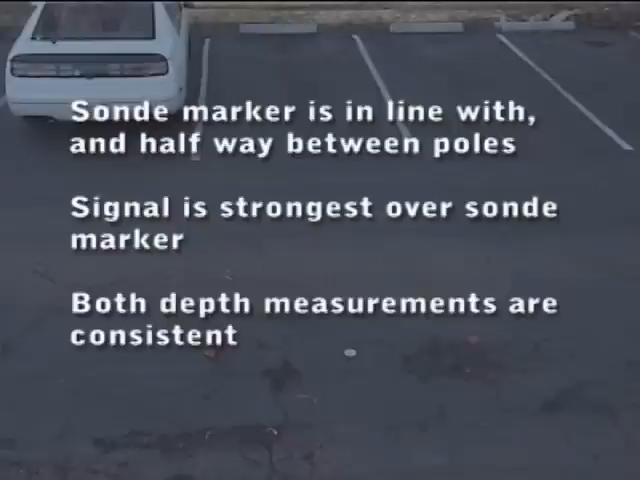 Sonde marker is in line with,
and half way between poles
Signal is strongest over sonde
marker
Both depth measurements are
consistent